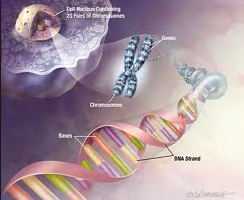 Cell Nucleus Containing
23 Pairs of Chromosomes
Genes
Chromosomes
Bases
DNA Strand